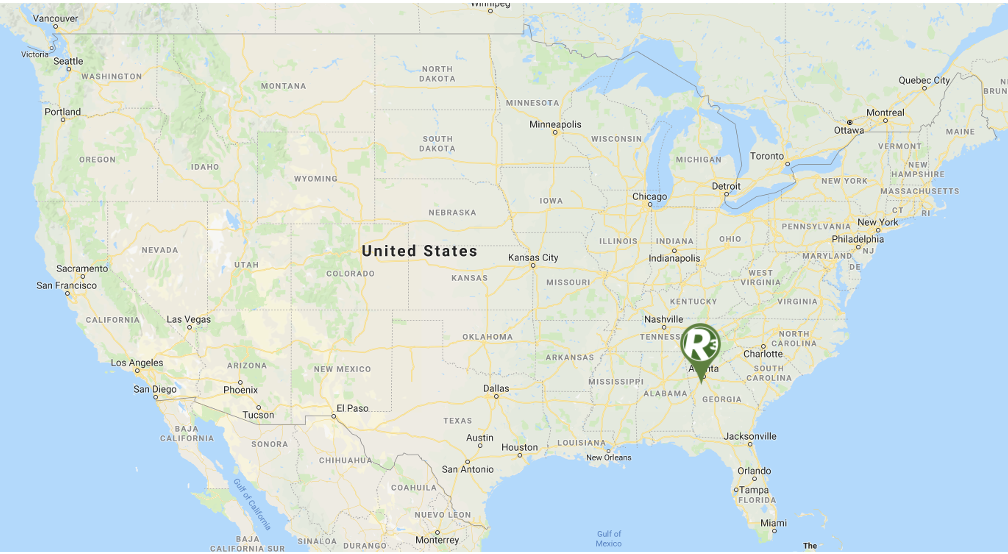 Winnipeg
Vancouver
Victoria
Seattle
WASHINGTON
MONTANA
NORTH
DAKOTA
MINNESOTA
Quebec City
NE
BRUN
Portland
Minneapolis
Montreal
Ottawa
MAINE
SOUTH
DAKOTA
WISCONSIN
MICHIGAN
Toronto
VERMONT
OREGON
IDAHO
WYOMING
NEW
HAMPSHIRE
NEW YORK
MASSACHUSETTS
Detroit
Chicago
IOWA
NEBRASKA
CT
RI
New York
PENNSYLVANIA
Philadelphia
NEVADA
United States
ILLINOIS
INDIANA
OHIO
Indianapolis
MARYLAND
NJ
DE
UTAH
COLORADO
KANSAS
Kansas City
MISSOURI
WEST
VIRGINIA
Sacramento
San Francisco
KENTUCKY
VIRGINIA
CALIFORNIA
Las Vegas
Nashville
OKLAHOMA
TENNESS
R3
NORTH
CAROLINA
Charlotte
ARKANSAS
Los Angeles
ARIZONA
NEW MEXICO
Phoenix
Atlanta
SOUTH
CAROLINA
San Diego
Dallas
MISSISSIPPI
ALABAMA
GEORGIA
Tucson
El Paso
TEXAS
BAJA
CALIFORNIA
SONORA
Austin
Houston
LOUISIANA
New Orleans
Jacksonville
CHIHUAHUA
San Antonio
Orlando
Tampa
FLORIDA
Gulf of California
COAHUILA
NUEVO LEON
Miami
Monterrey
Gulf of
Mexico
BAJA
CALIFORNIA SUR
SINALOA
DURANGO
The